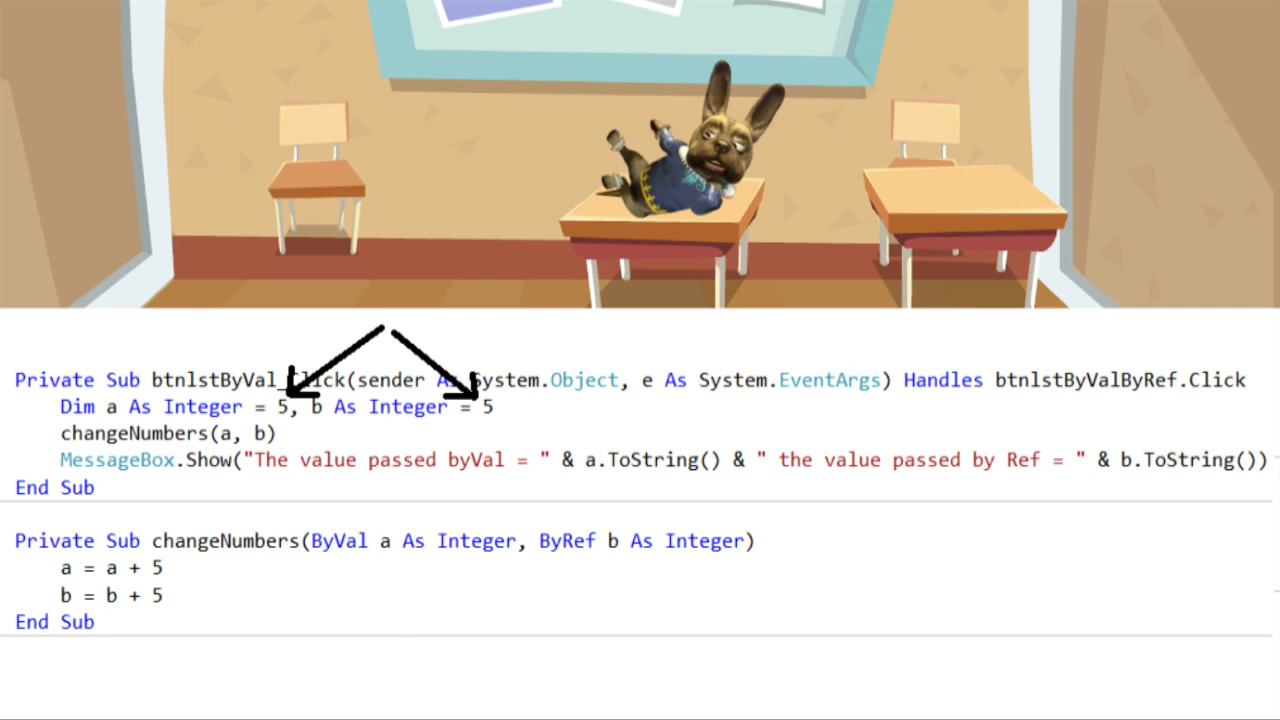 Private Sub btnlstByVal_Click(sender As System.Object, e As System.EventArgs) Handles btnlstByValByRef.Click
Dim a As Integer = 5, b As Integer = 5
changeNumbers(a, b)
MessageBox.Show("The value passed byVal = " & a.ToString() & " the value passed by Ref = " & b.ToString())
End Sub
Private Sub changeNumbers(ByVal a As Integer, ByRef b As Integer)
a = a + 5
b = b + 5
End Sub